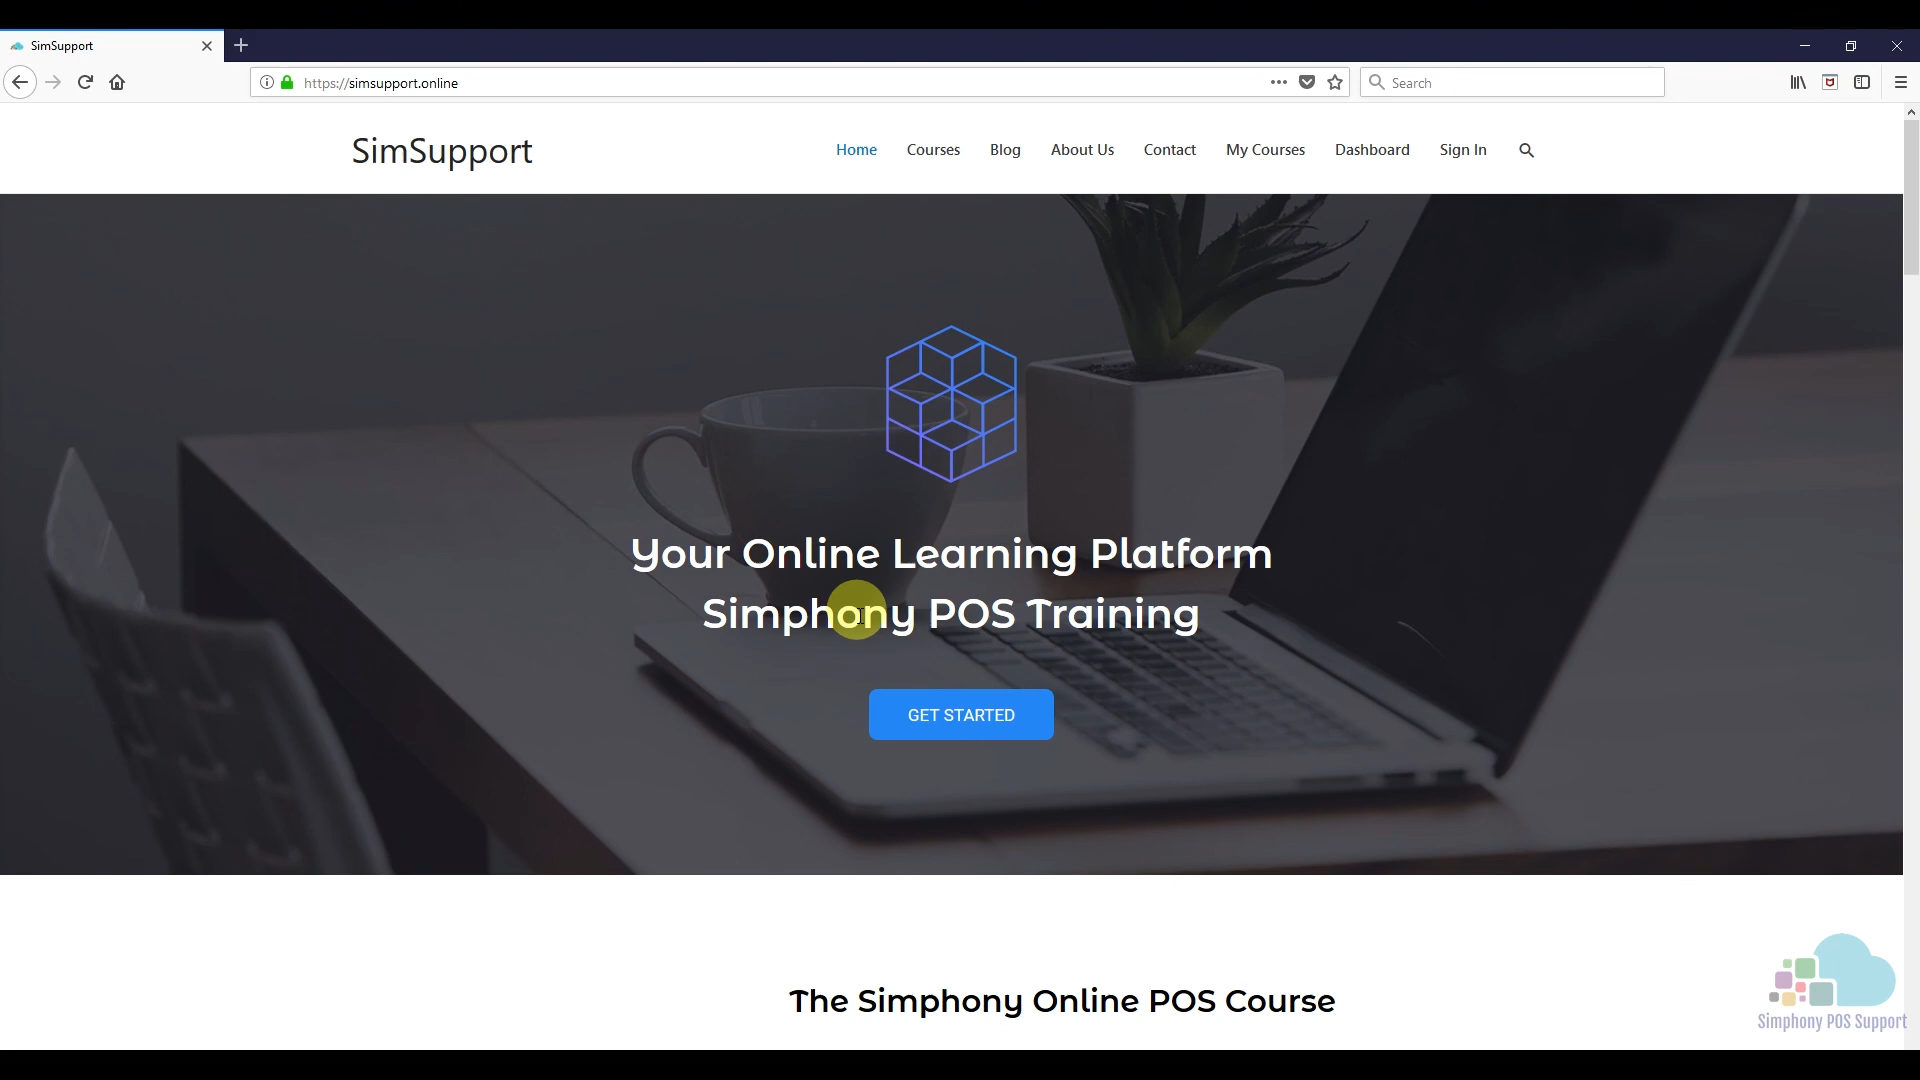 SimSupport
https://simsupport.online
Search
SimSupport
Home
Courses
Blog
About Us
Contact
My Courses
Dashboard
Sign In
Your Online Learning Platform
Simphony POS Training
GET STARTED
The Simphony Online POS Course
Simphony POS Support